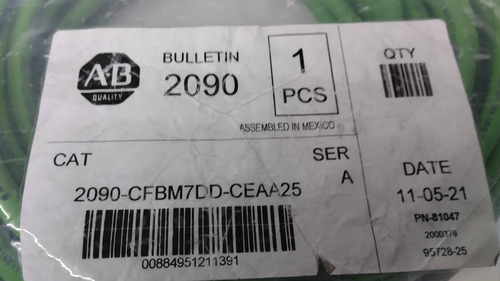 A-B
QUALITY
BULLETIN
2090
1
PCS
ASSEMBLED IN MEXICO
QTY
CAT
SER
A
2090-CFBM7DD-CEAA25
00884951211391
DATE
11-05-21
PN-81047
2000379
95728-25